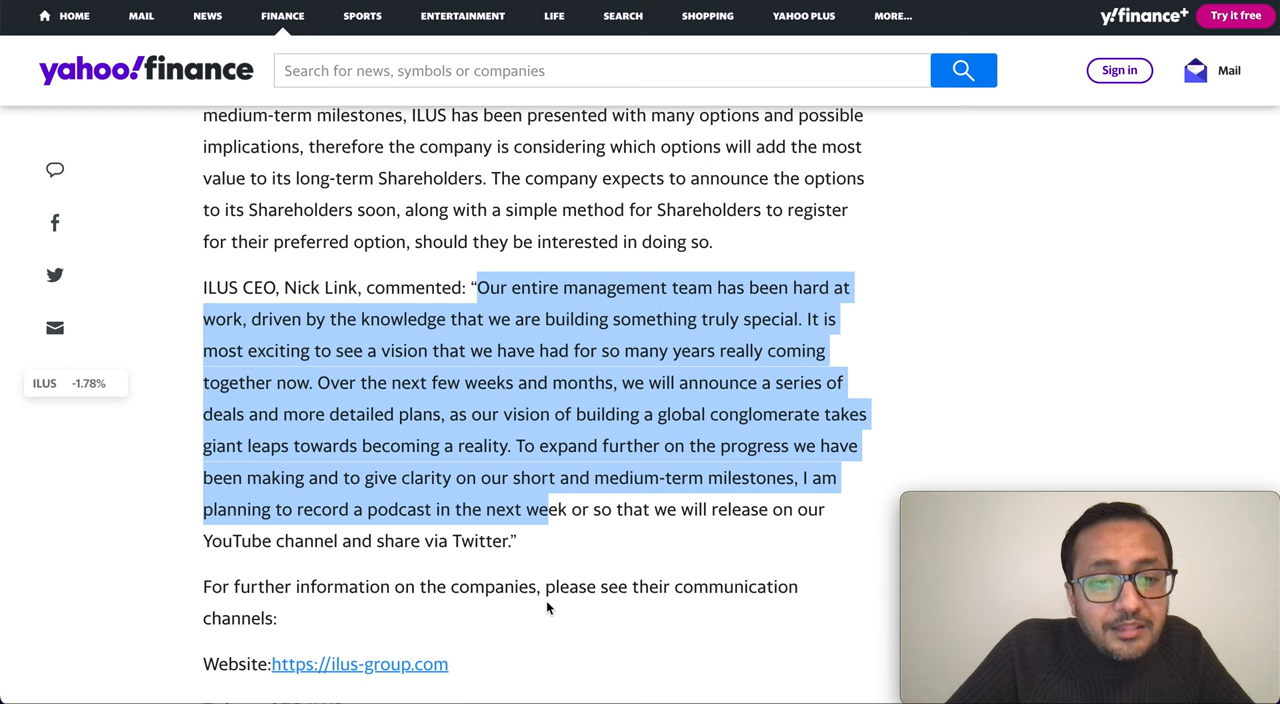 HOME MAIL NEWS FINANCE SPORTS ENTERTAINMENT LIFE SEARCH SHOPPING YAHOO PLUS MORE... y!finance+ Try it free
yahoo!finance Search for news, symbols or companies Sign in Mail
medium-term milestones, ILUS has been presented with many options and possible
implications, therefore the company is considering which options will add the most
value to its long-term Shareholders. The company expects to announce the options
to its Shareholders soon, along with a simple method for Shareholders to register
for their preferred option, should they be interested in doing so.
ILUS CEO, Nick Link, commented: “Our entire management team has been hard at
work, driven by the knowledge that we are building something truly special. It is
most exciting to see a vision that we have had for so many years really coming
together now. Over the next few weeks and months, we will announce a series of
ILUS -1.78%
deals and more detailed plans, as our vision of building a global conglomerate takes
giant leaps towards becoming a reality. To expand further on the progress we have
been making and to give clarity on our short and medium-term milestones, I am
planning to record a podcast in the next week or so that we will release on our
YouTube channel and share via Twitter.”
For further information on the companies, please see their communication
channels:
Website:https://ilus-group.com